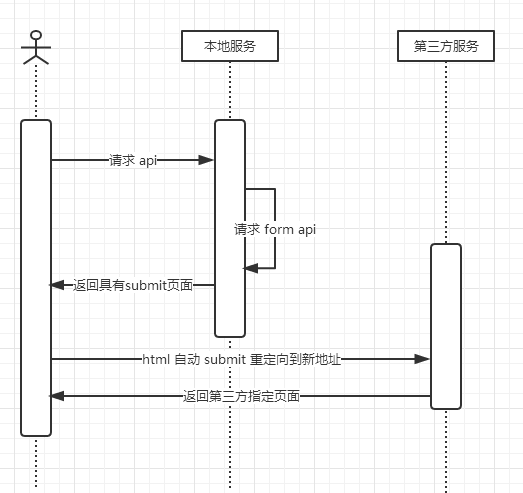 本地服务
第三方服务
请求 api
请求 form api
返回具有submit页面
html 自动 submit 重定向到新地址
返回第三方指定页面